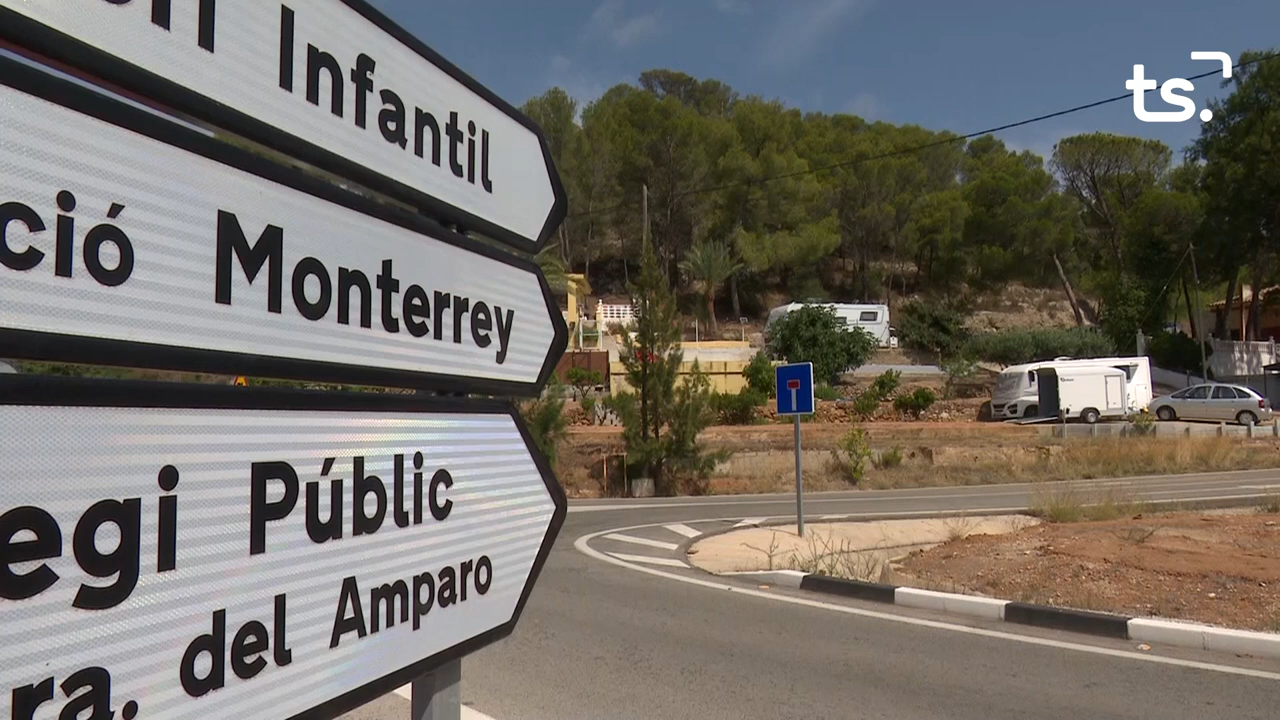 ts.
Infantil
ció Monterrey
egi Públic
ra. del Amparo